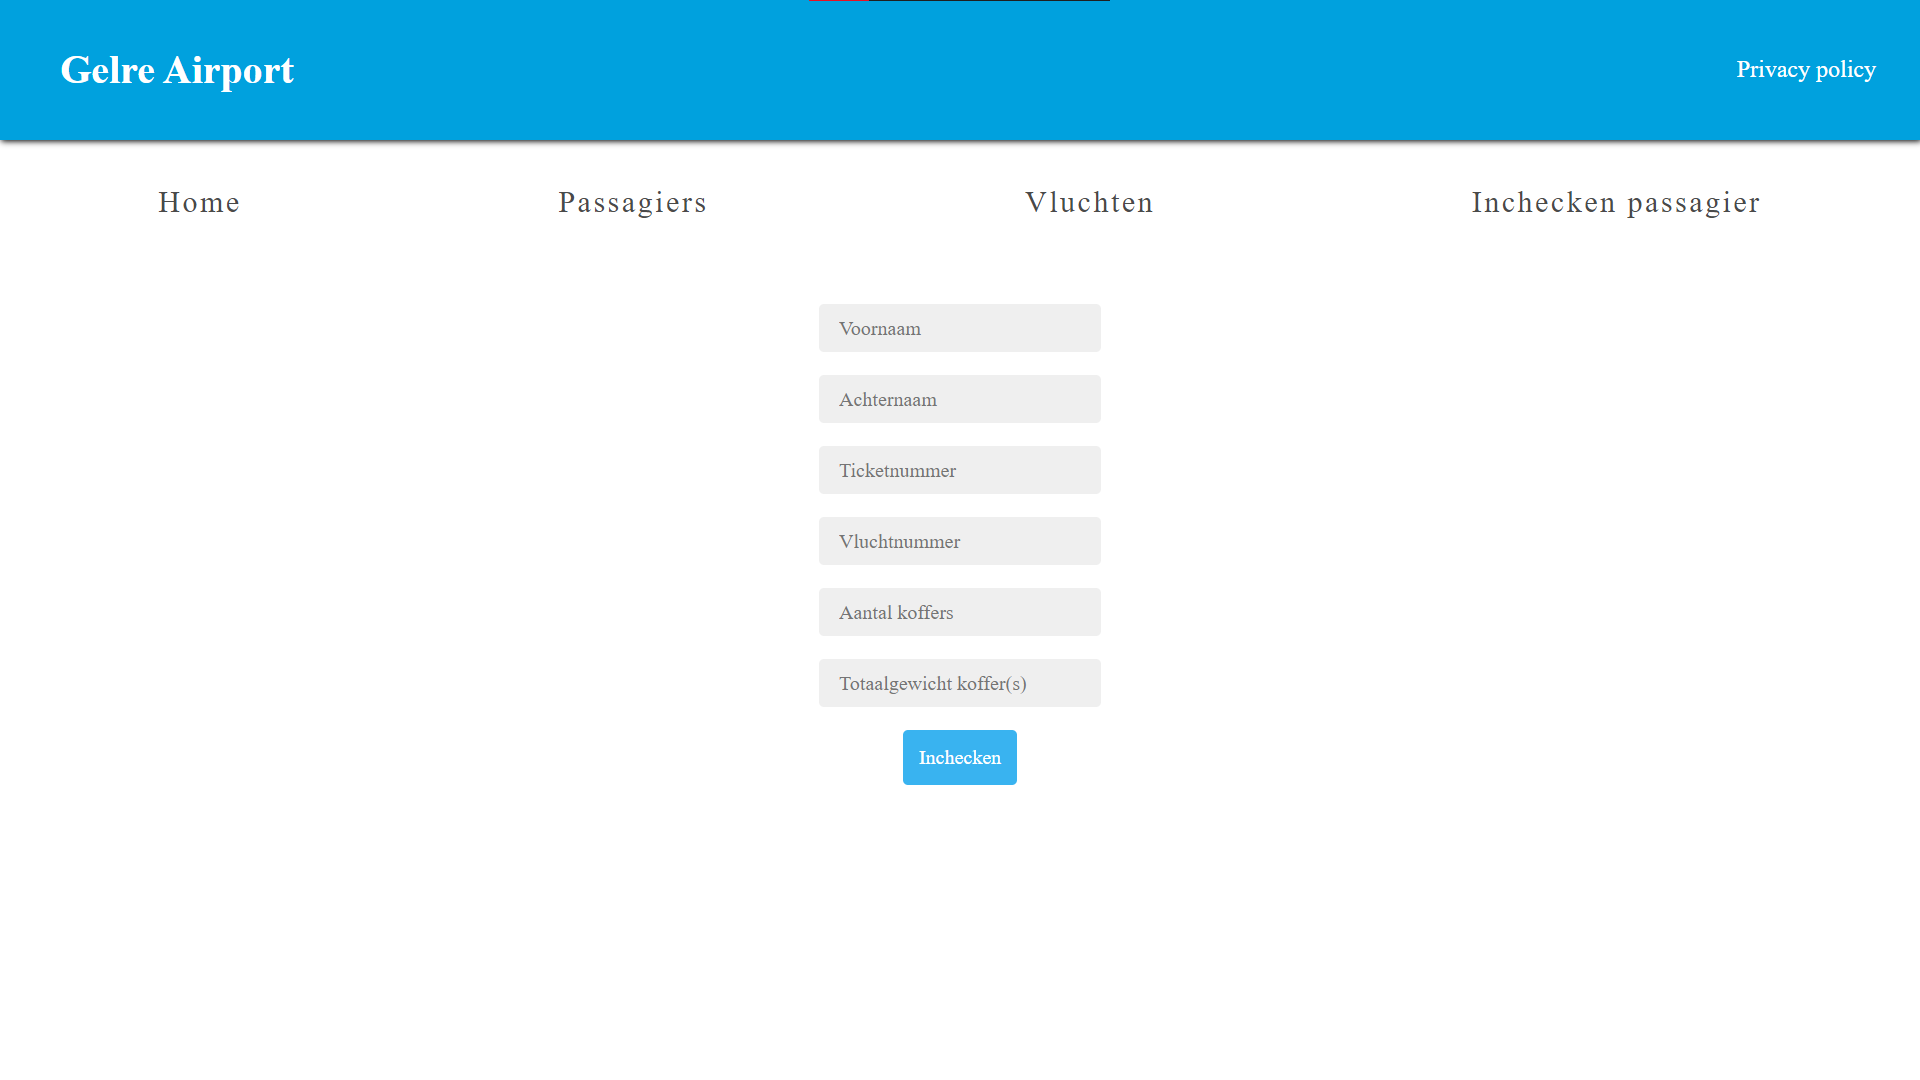 Gelre Airport
Privacy policy
Home
Passagiers
Vluchten
Inchecken passagier
Voornaam
Achternaam
Ticketnummer
Vluchtnummer
Aantal koffers
Totaalgewicht koffer(s)
Inchecken